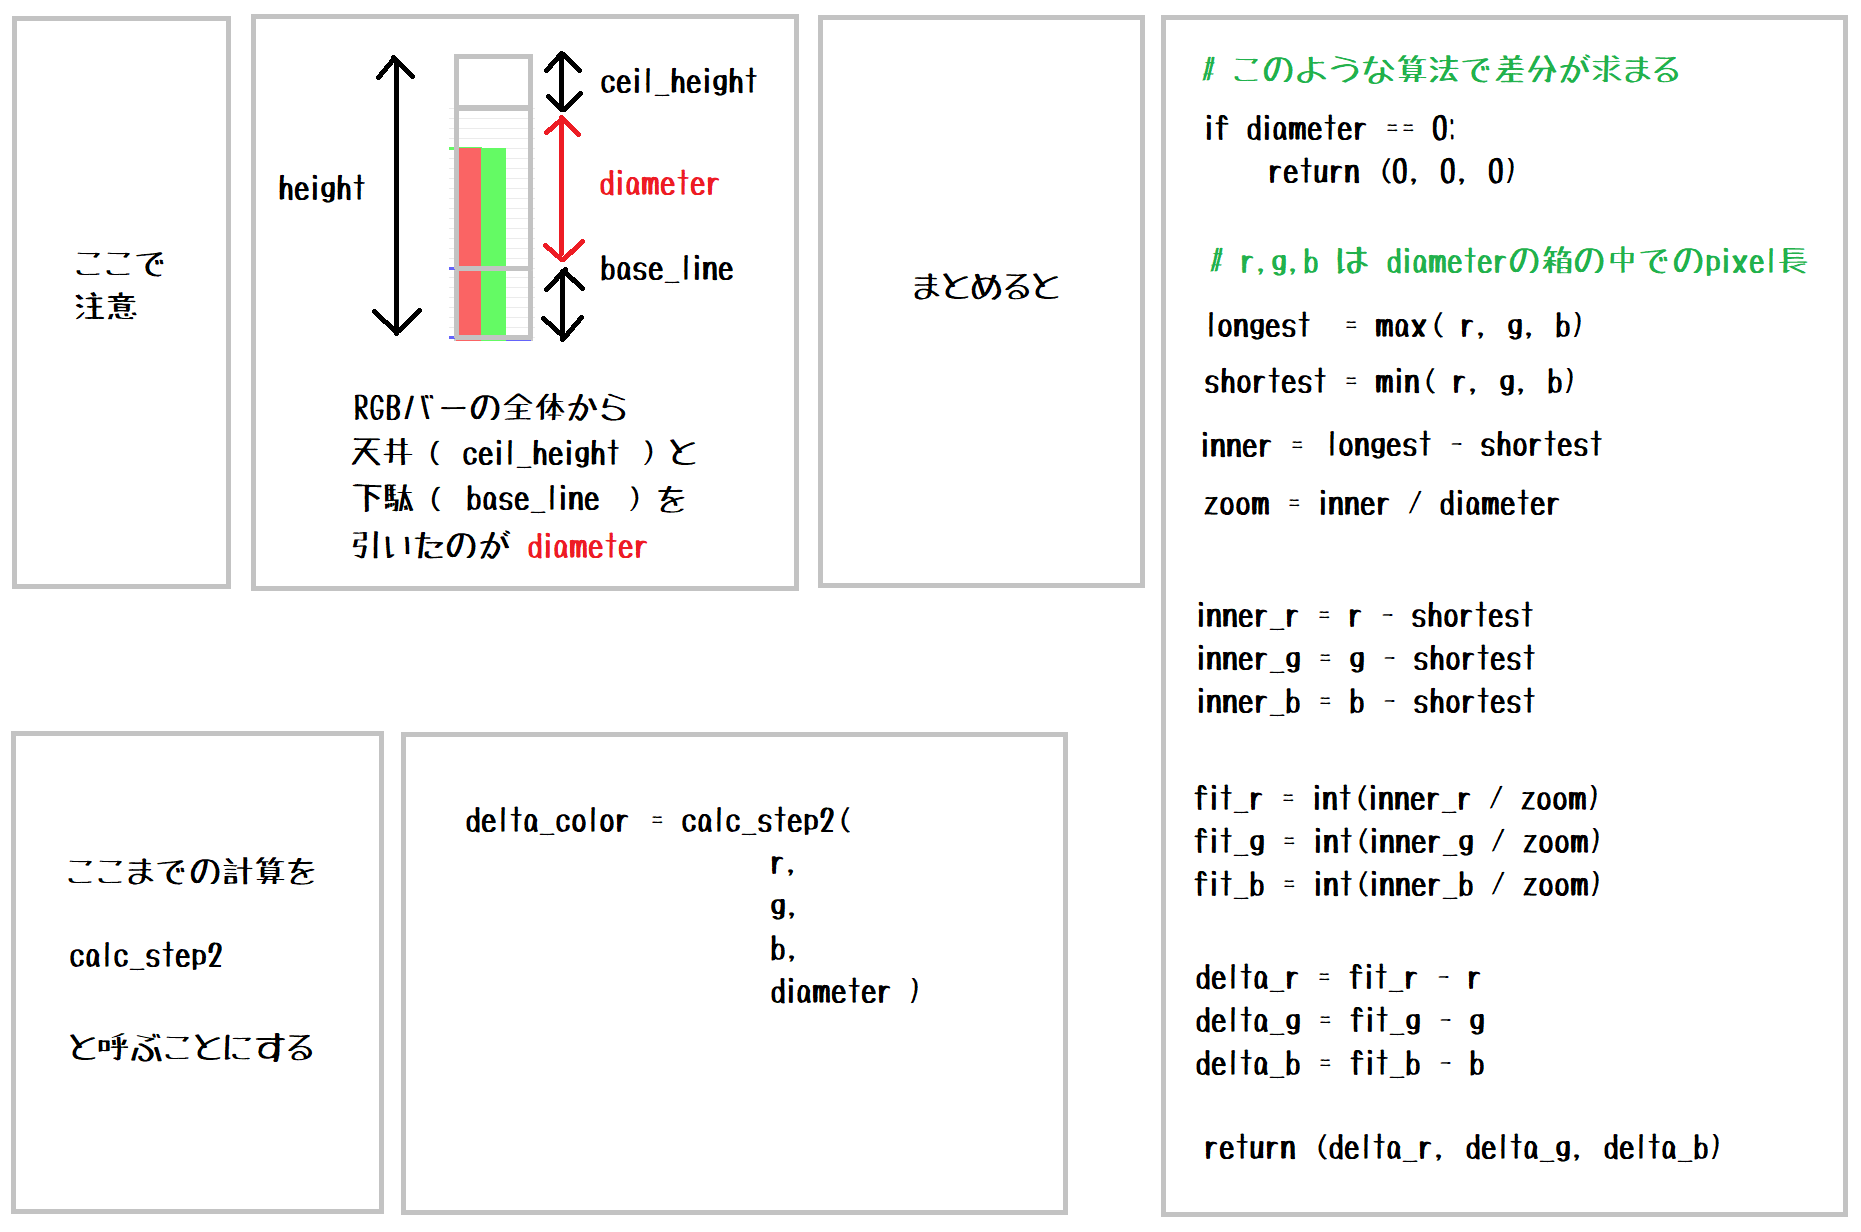 ここで
注意
height
ceil_height
diameter
base_line
RGBバーの全体から
天井（ ceil_height ）と
下駄（ base_line ）を
引いたのが diameter
まとめると
# このような算法で差分が求まる
if diameter == 0:
    return (0, 0, 0)
# r,g,b は diameterの箱の中でのpixel長
longest  = max( r, g, b)
shortest = min( r, g, b)
inner = longest - shortest
zoom = inner / diameter
inner_r = r - shortest
inner_g = g - shortest
inner_b = b - shortest
fit_r = int(inner_r / zoom)
fit_g = int(inner_g / zoom)
fit_b = int(inner_b / zoom)
delta_r = fit_r - r
delta_g = fit_g - g
delta_b = fit_b - b
return (delta_r, delta_g, delta_b)
ここまでの計算を
calc_step2
と呼ぶことにする
delta_color = calc_step2(
r,
g,
b,
diameter )